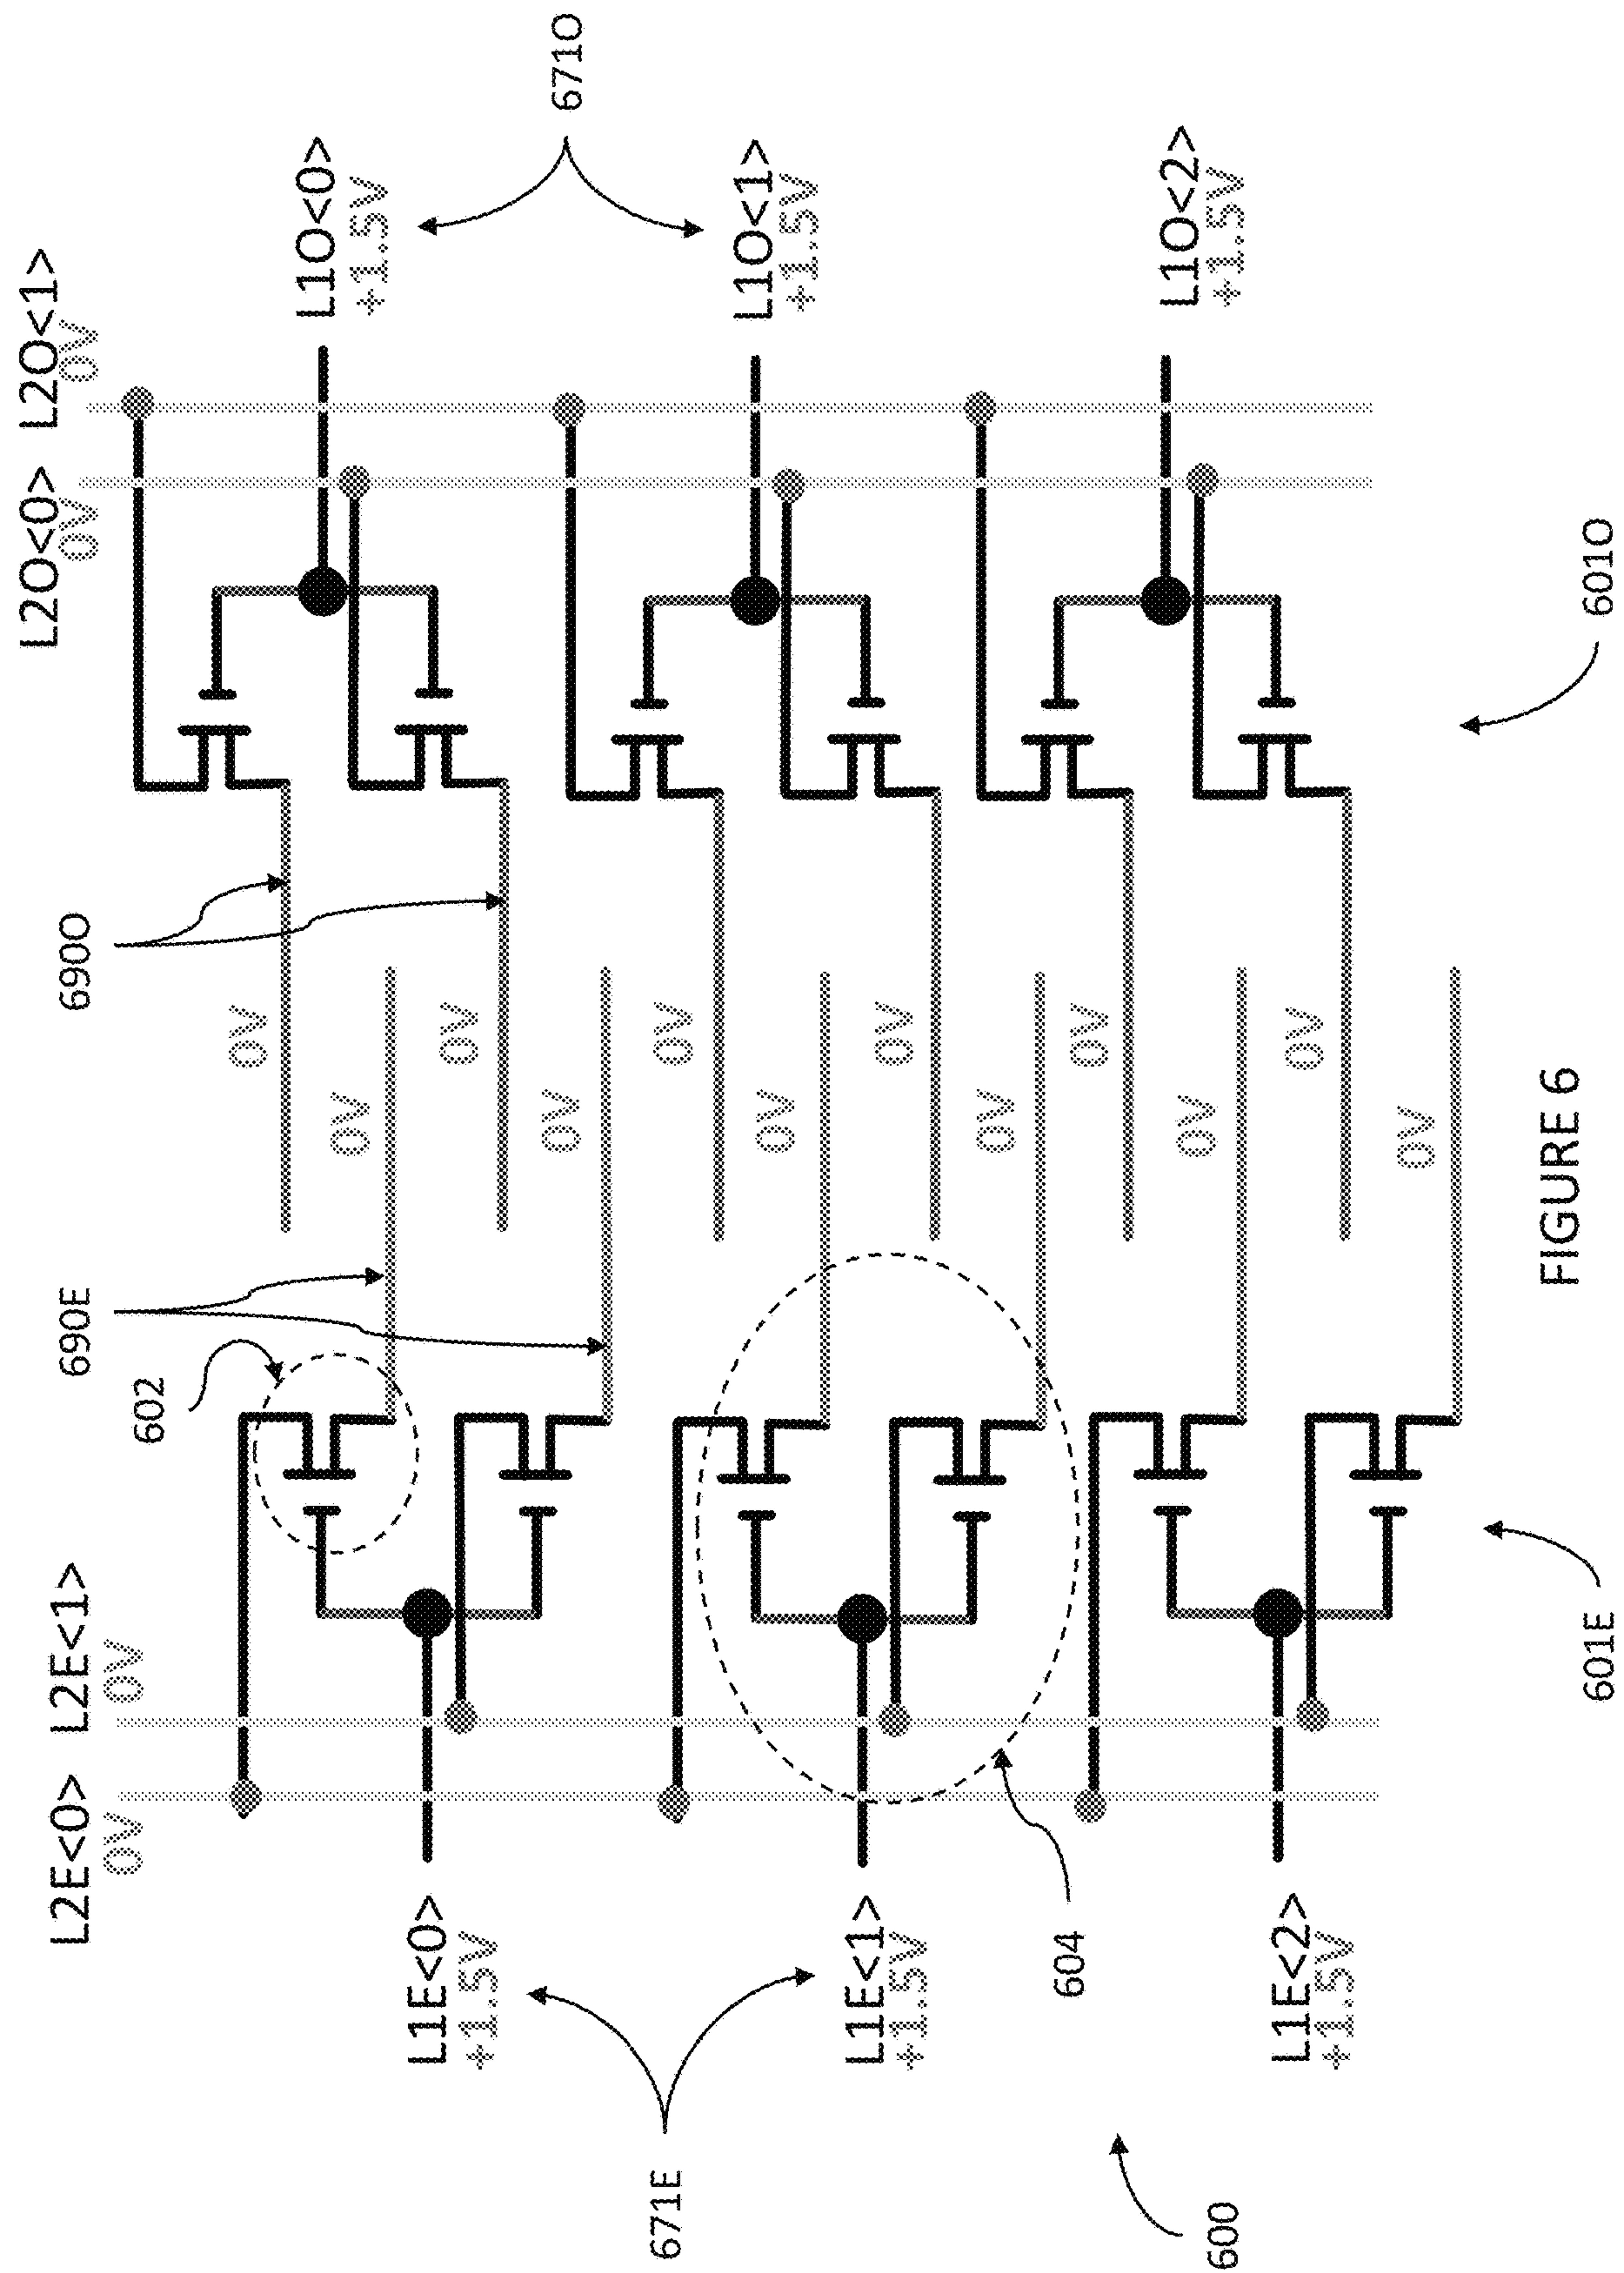 L2E<0>
0V
L2E<1>
0V
L2O<0>
0V
L2O<1>
0V
602
690E
690O
671O
L1E<0>
+1.5V
L1O<0>
+1.5V
0V
0V
0V
0V
671E
L1E<1>
+1.5V
L1O<1>
+1.5V
0V
0V
0V
0V
604
L1E<2>
+1.5V
L1O<2>
+1.5V
0V
0V
0V
0V
600
601E
601O
FIGURE 6